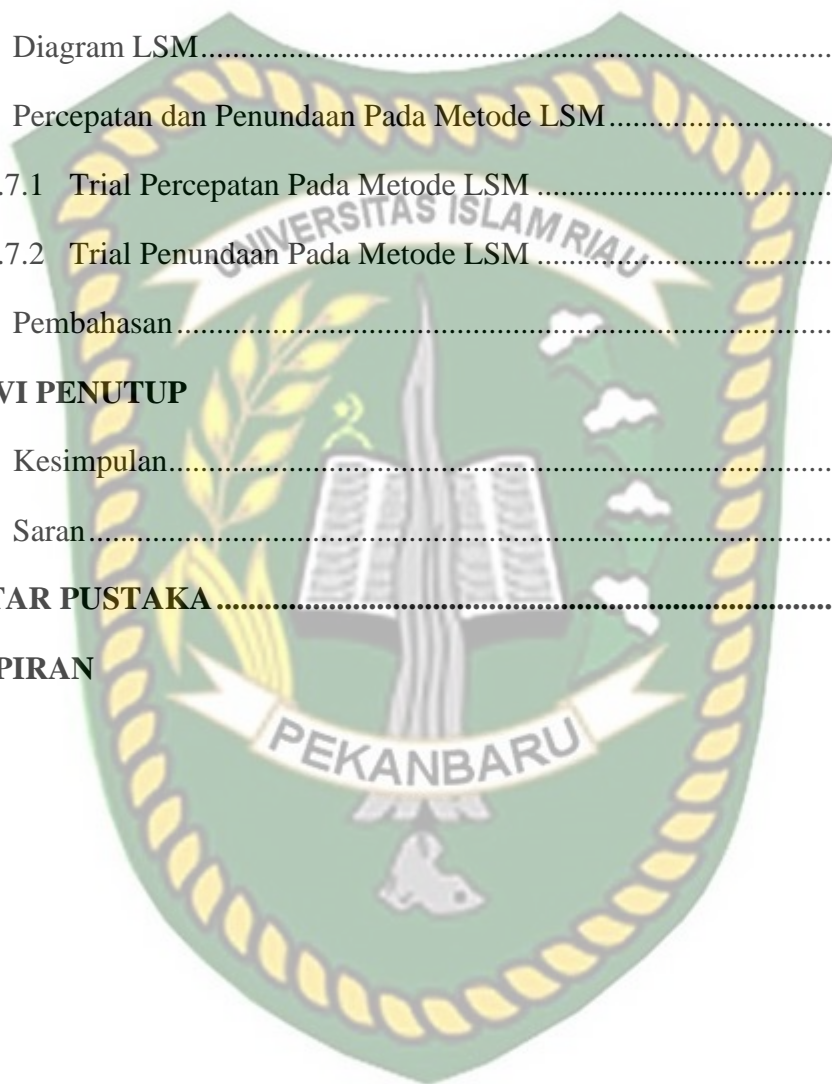 Diagram LSM................................................................................
Percepatan dan Penundaan Pada Metode LSM............................
.7.1 Trial Percepatan Pada Metode LSM .....................................
UNIVERSITAS ISLAM RIAU
.7.2 Trial Penundaan Pada Metode LSM .....................................
Pembahasan...................................................................................
VI PENUTUP
Kesimpulan....................................................................................
Saran..............................................................................................
TAR PUSTAKA..............................................................................
PIRAN
PEKANBARU